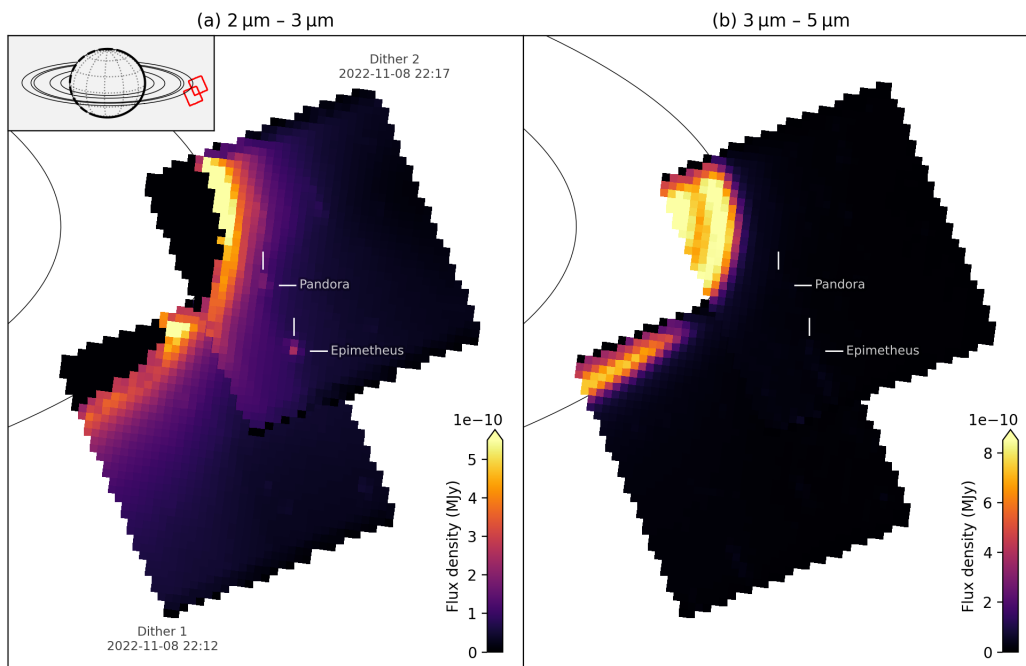 (a) 2 μm – 3 μm
Dither 2
2022-11-08 22:17
Pandora
Epimetheus
1e−10
5
4
3
2
1
0
Flux density (MJy)
Dither 1
2022-11-08 22:12
(b) 3 μm – 5 μm
Pandora
Epimetheus
1e−10
8
6
4
2
0
Flux density (MJy)